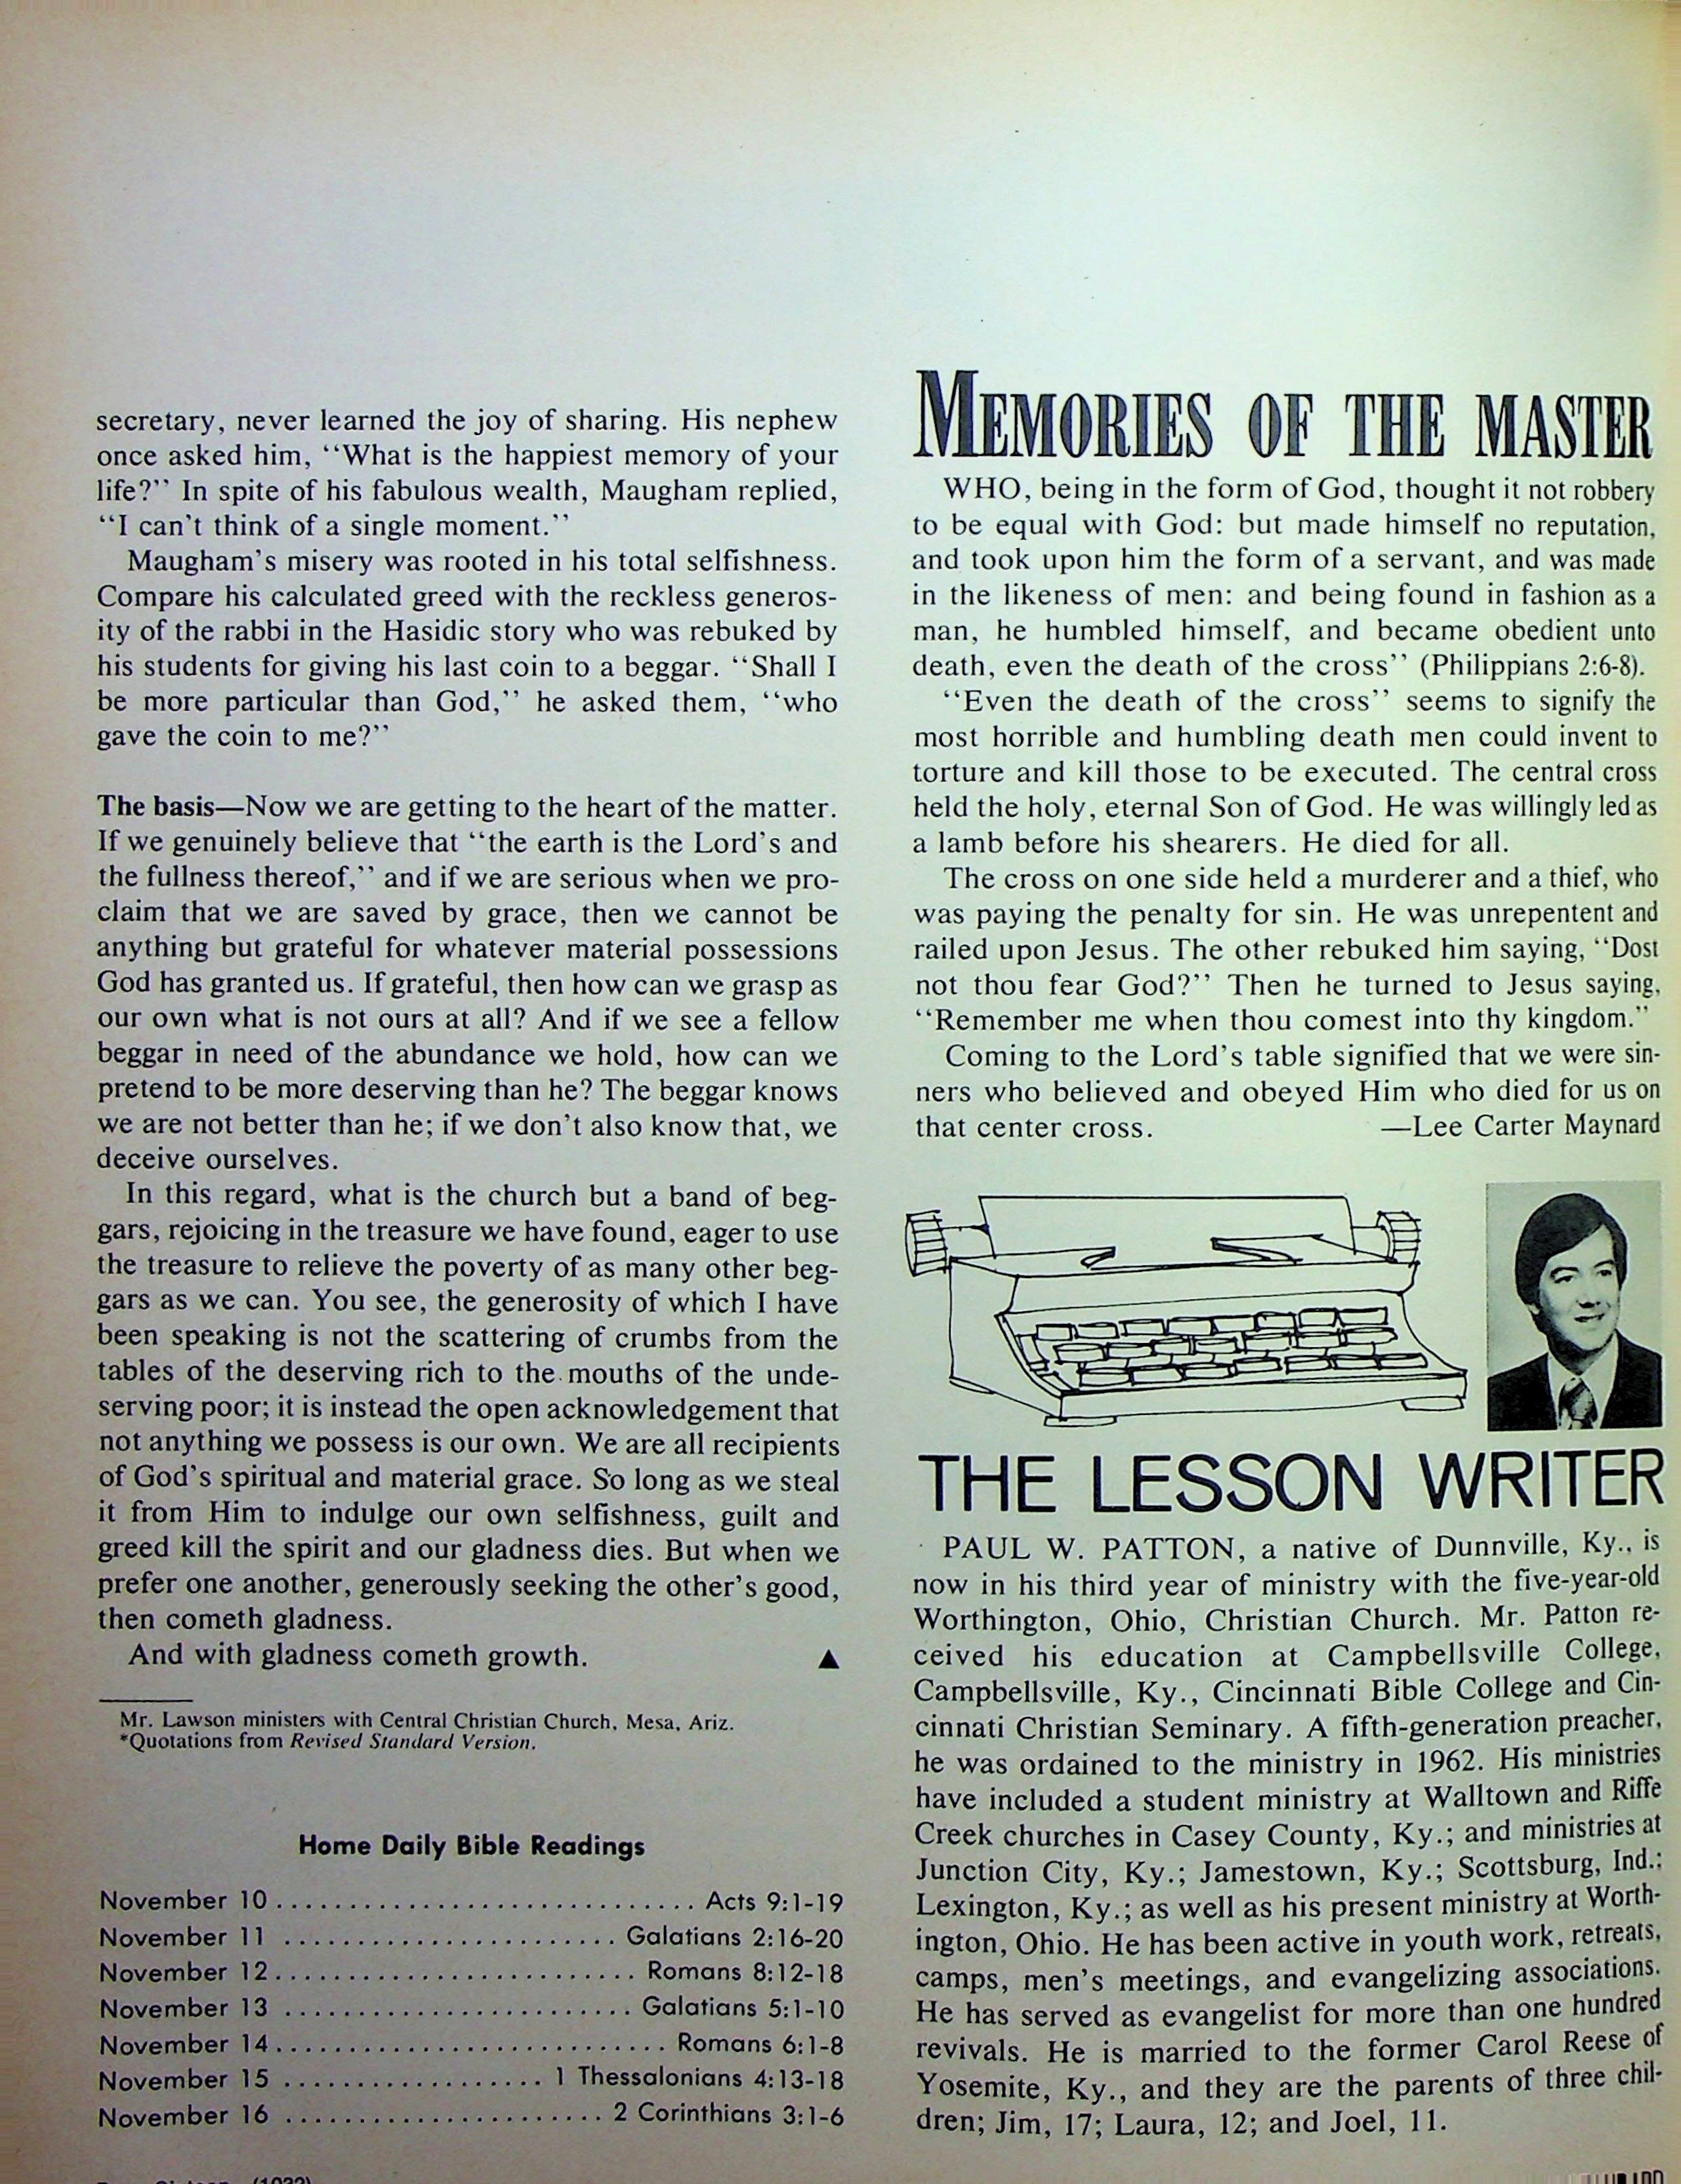 secretary, never learned the joy of sharing. His nephew
once asked him, ‘‘What is the happiest memory of your
life?’’ In spite of his fabulous wealth, Maugham replied,
‘‘I can't think of a single moment.’’
Maugham's misery was rooted in his total selfishness.
Compare his calculated greed with the reckless generos-
ity of the rabbi in the Hasidic story who was rebuked by
his students for giving his last coin to a beggar. ‘‘Shall I
be more particular than God,’’ he asked them, ‘‘who
gave the coin to me?’’
The basis—Now we are getting to the heart of the matter.
If we genuinely believe that ‘‘the earth is the Lord's and
the fullness thereof,’’ and if we are serious when we pro-
claim that we are saved by grace, then we cannot be
anything but grateful for whatever material possessions
God has granted us. If grateful, then how can we grasp as
our own what is not ours at all? And if we see a fellow
beggar in need of the abundance we hold, how can we
pretend to be more deserving than he? The beggar knows
we are not better than he; if we don't also know that, we
deceive ourselves.
In this regard, what is the church but a band of beg-
gars, rejoicing in the treasure we have found, eager to use
the treasure to relieve the poverty of as many other beg-
gars as we can. You see, the generosity of which I have
been speaking is not the scattering of crumbs from the
tables of the deserving rich to the mouths of the unde-
serving poor; it is instead the open acknowledgement that
not anything we possess is our own. We are all recipients
of God's spiritual and material grace. So long as we steal
it from Him to indulge our own selfishness, guilt and
greed kill the spirit and our gladness dies. But when we
prefer one another, generously seeking the other's good,
then cometh gladness.
And with gladness cometh growth. ▲
Mr. Lawson ministers with Central Christian Church, Mesa, Ariz.
*Quotations from Revised Standard Version.
Home Daily Bible Readings
November 10 ............................. Acts 9:1-19
November 11 ....................... Galatians 2:16-20
November 12 ......................... Romans 8:12-18
November 13 ........................ Galatians 5:1-10
November 14 ........................... Romans 6:1-8
November 15 .................. 1 Thessalonians 4:13-18
November 16 ...................... 2 Corinthians 3:1-6
MEMORIES OF THE MASTER
WHO, being in the form of God, thought it not robbery
to be equal with God: but made himself no reputation,
and took upon him the form of a servant, and was made
in the likeness of men: and being found in fashion as a
man, he humbled himself, and became obedient unto
death, even the death of the cross’’ (Philippians 2:6-8).
‘‘Even the death of the cross’’ seems to signify the
most horrible and humbling death men could invent to
torture and kill those to be executed. The central cross
held the holy, eternal Son of God. He was willingly led as
a lamb before his shearers. He died for all.
The cross on one side held a murderer and a thief, who
was paying the penalty for sin. He was unrepentent and
railed upon Jesus. The other rebuked him saying, ‘‘Dost
not thou fear God?’’ Then he turned to Jesus saying,
‘‘Remember me when thou comest into thy kingdom.’’
Coming to the Lord's table signified that we were sin-
ners who believed and obeyed Him who died for us on
that center cross. —Lee Carter Maynard
THE LESSON WRITER
PAUL W. PATTON, a native of Dunnville, Ky., is
now in his third year of ministry with the five-year-old
Worthington, Ohio, Christian Church. Mr. Patton re-
ceived his education at Campbellsville College,
Campbellsville, Ky., Cincinnati Bible College and Cin-
cinnati Christian Seminary. A fifth-generation preacher,
he was ordained to the ministry in 1962. His ministries
have included a student ministry at Walltown and Riffe
Creek churches in Casey County, Ky.; and ministries at
Junction City, Ky.; Jamestown, Ky.; Scottsburg, Ind.;
Lexington, Ky.; as well as his present ministry at Worth-
ington, Ohio. He has been active in youth work, retreats,
camps, men's meetings, and evangelizing associations.
He has served as evangelist for more than one hundred
revivals. He is married to the former Carol Reese of
Yosemite, Ky., and they are the parents of three chil-
dren; Jim, 17; Laura, 12; and Joel, 11.